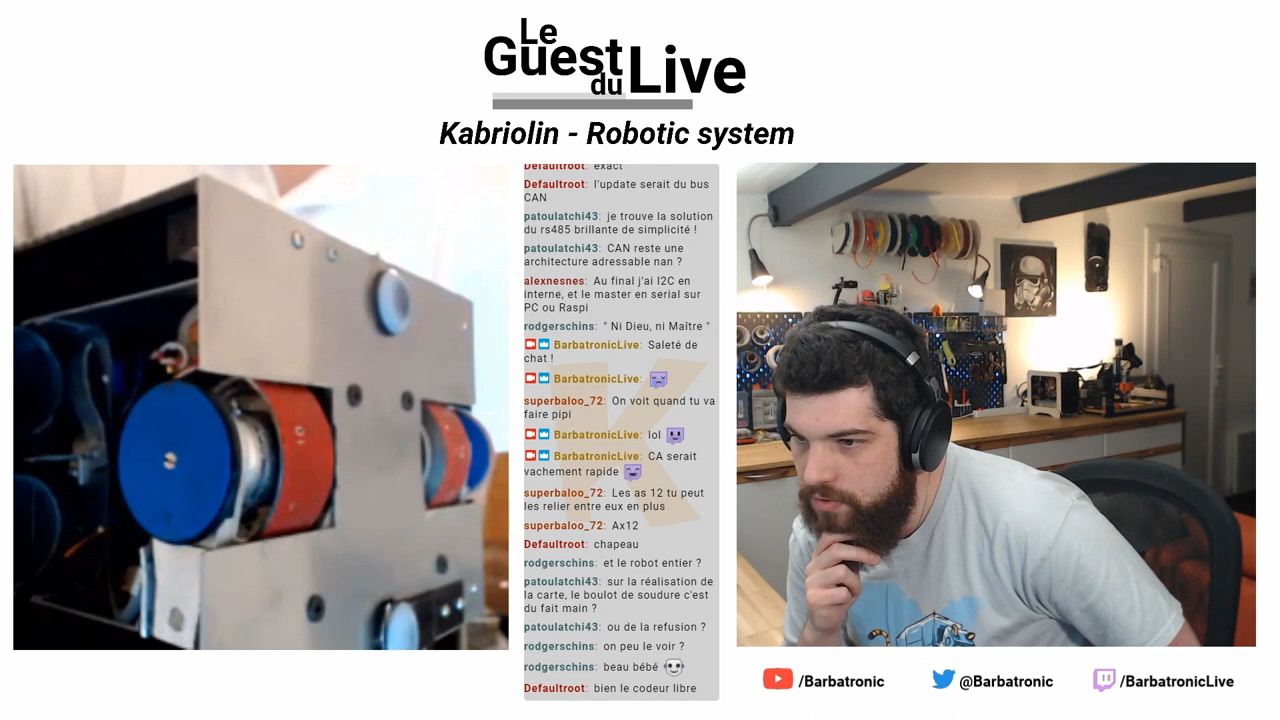 Le
Guest
du
Live
Kabriolin - Robotic system
Defaultroot: exact
Defaultroot: l'update serait du bus
CAN
patoulatchi43: je trouve la solution
du rs485 brillante de simplicité !
patoulatchi43: CAN reste une
architecture adressable nan ?
alexnesnes: Au final j'ai I2C en
interne, et le master en serial sur
PC ou Raspi
rodgerschins: " Ni Dieu, ni Maître "
BarbatronicLive: Saleté de
chat !
BarbatronicLive:
superbaloo_72: On voit quand tu va
faire pipi
BarbatronicLive: lol
BarbatronicLive: CA serait
vachement rapide
superbaloo_72: Les as 12 tu peut
les relier entre eux en plus
superbaloo_72: Ax12
Defaultroot: chapeau
rodgerschins: et le robot entier ?
patoulatchi43: sur la réalisation de
la carte, le boulot de soudure c'est
du fait main ?
patoulatchi43: ou de la refusion ?
rodgerschins: on peu le voir ?
rodgerschins: beau bébé
Defaultroot: bien le codeur libre
/Barbatronic
@Barbatronic
/BarbatronicLive